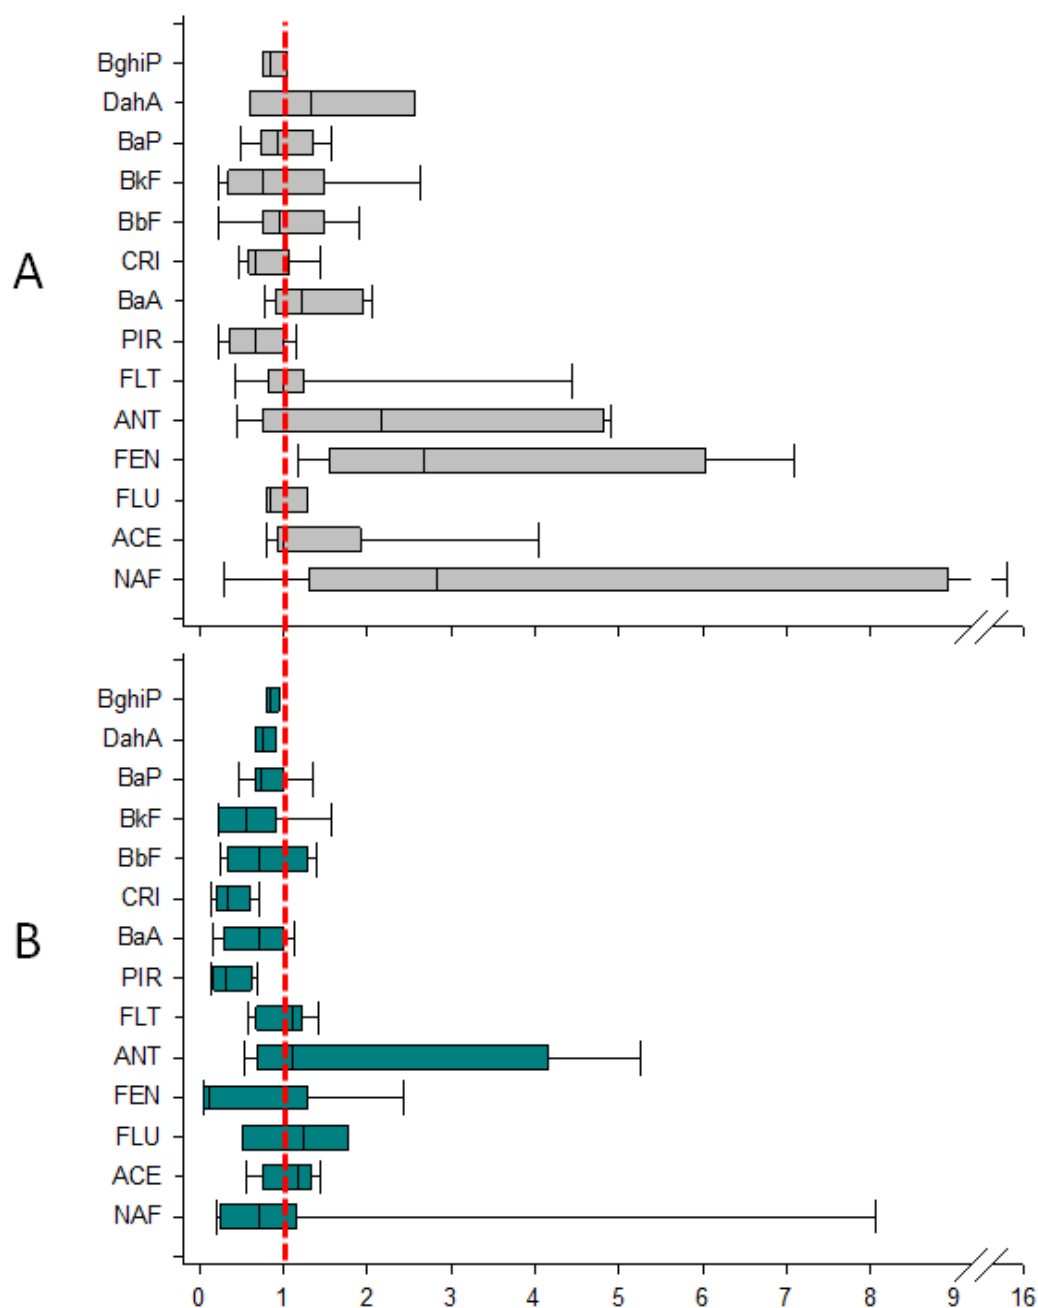 BghiP
DahA
BaP
BkF
BbF
CRI
BaA
PIR
FLT
ANT
FEN
FLU
ACE
NAF
A
BghiP
DahA
BaP
BkF
BbF
CRI
BaA
PIR
FLT
ANT
FEN
FLU
ACE
NAF
B
0 1 2 3 4 5 6 7 8 9 16